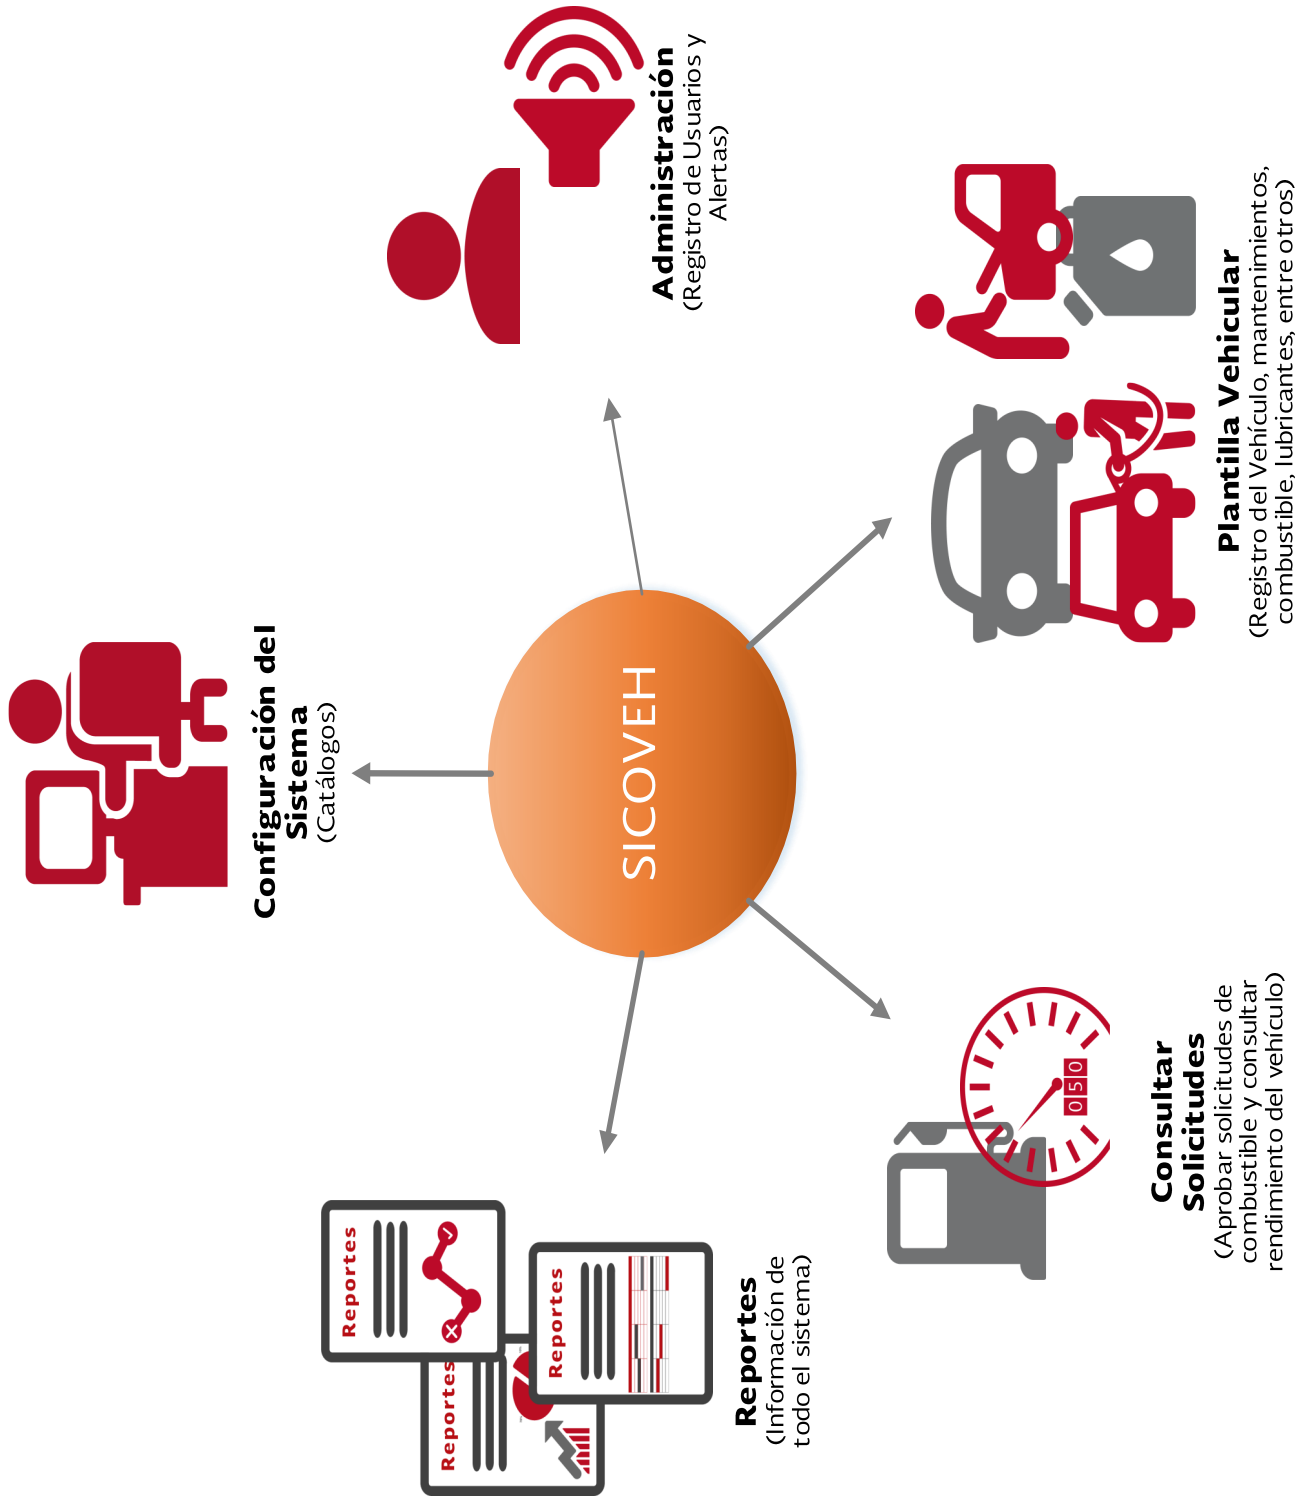 Configuración del
Sistema
(Catálogos)
Reportes
Reportes
Reportes
Reportes
(Información de
todo el sistema)
SICOVEH
Administración
(Registro de Usuarios y
Alertas)
050
Consultar
Solicitudes
(Aprobar solicitudes de
combustible y consultar
rendimiento del vehículo)
Plantilla Vehicular
(Registro del Vehículo, mantenimientos,
combustible, lubricantes, entre otros)